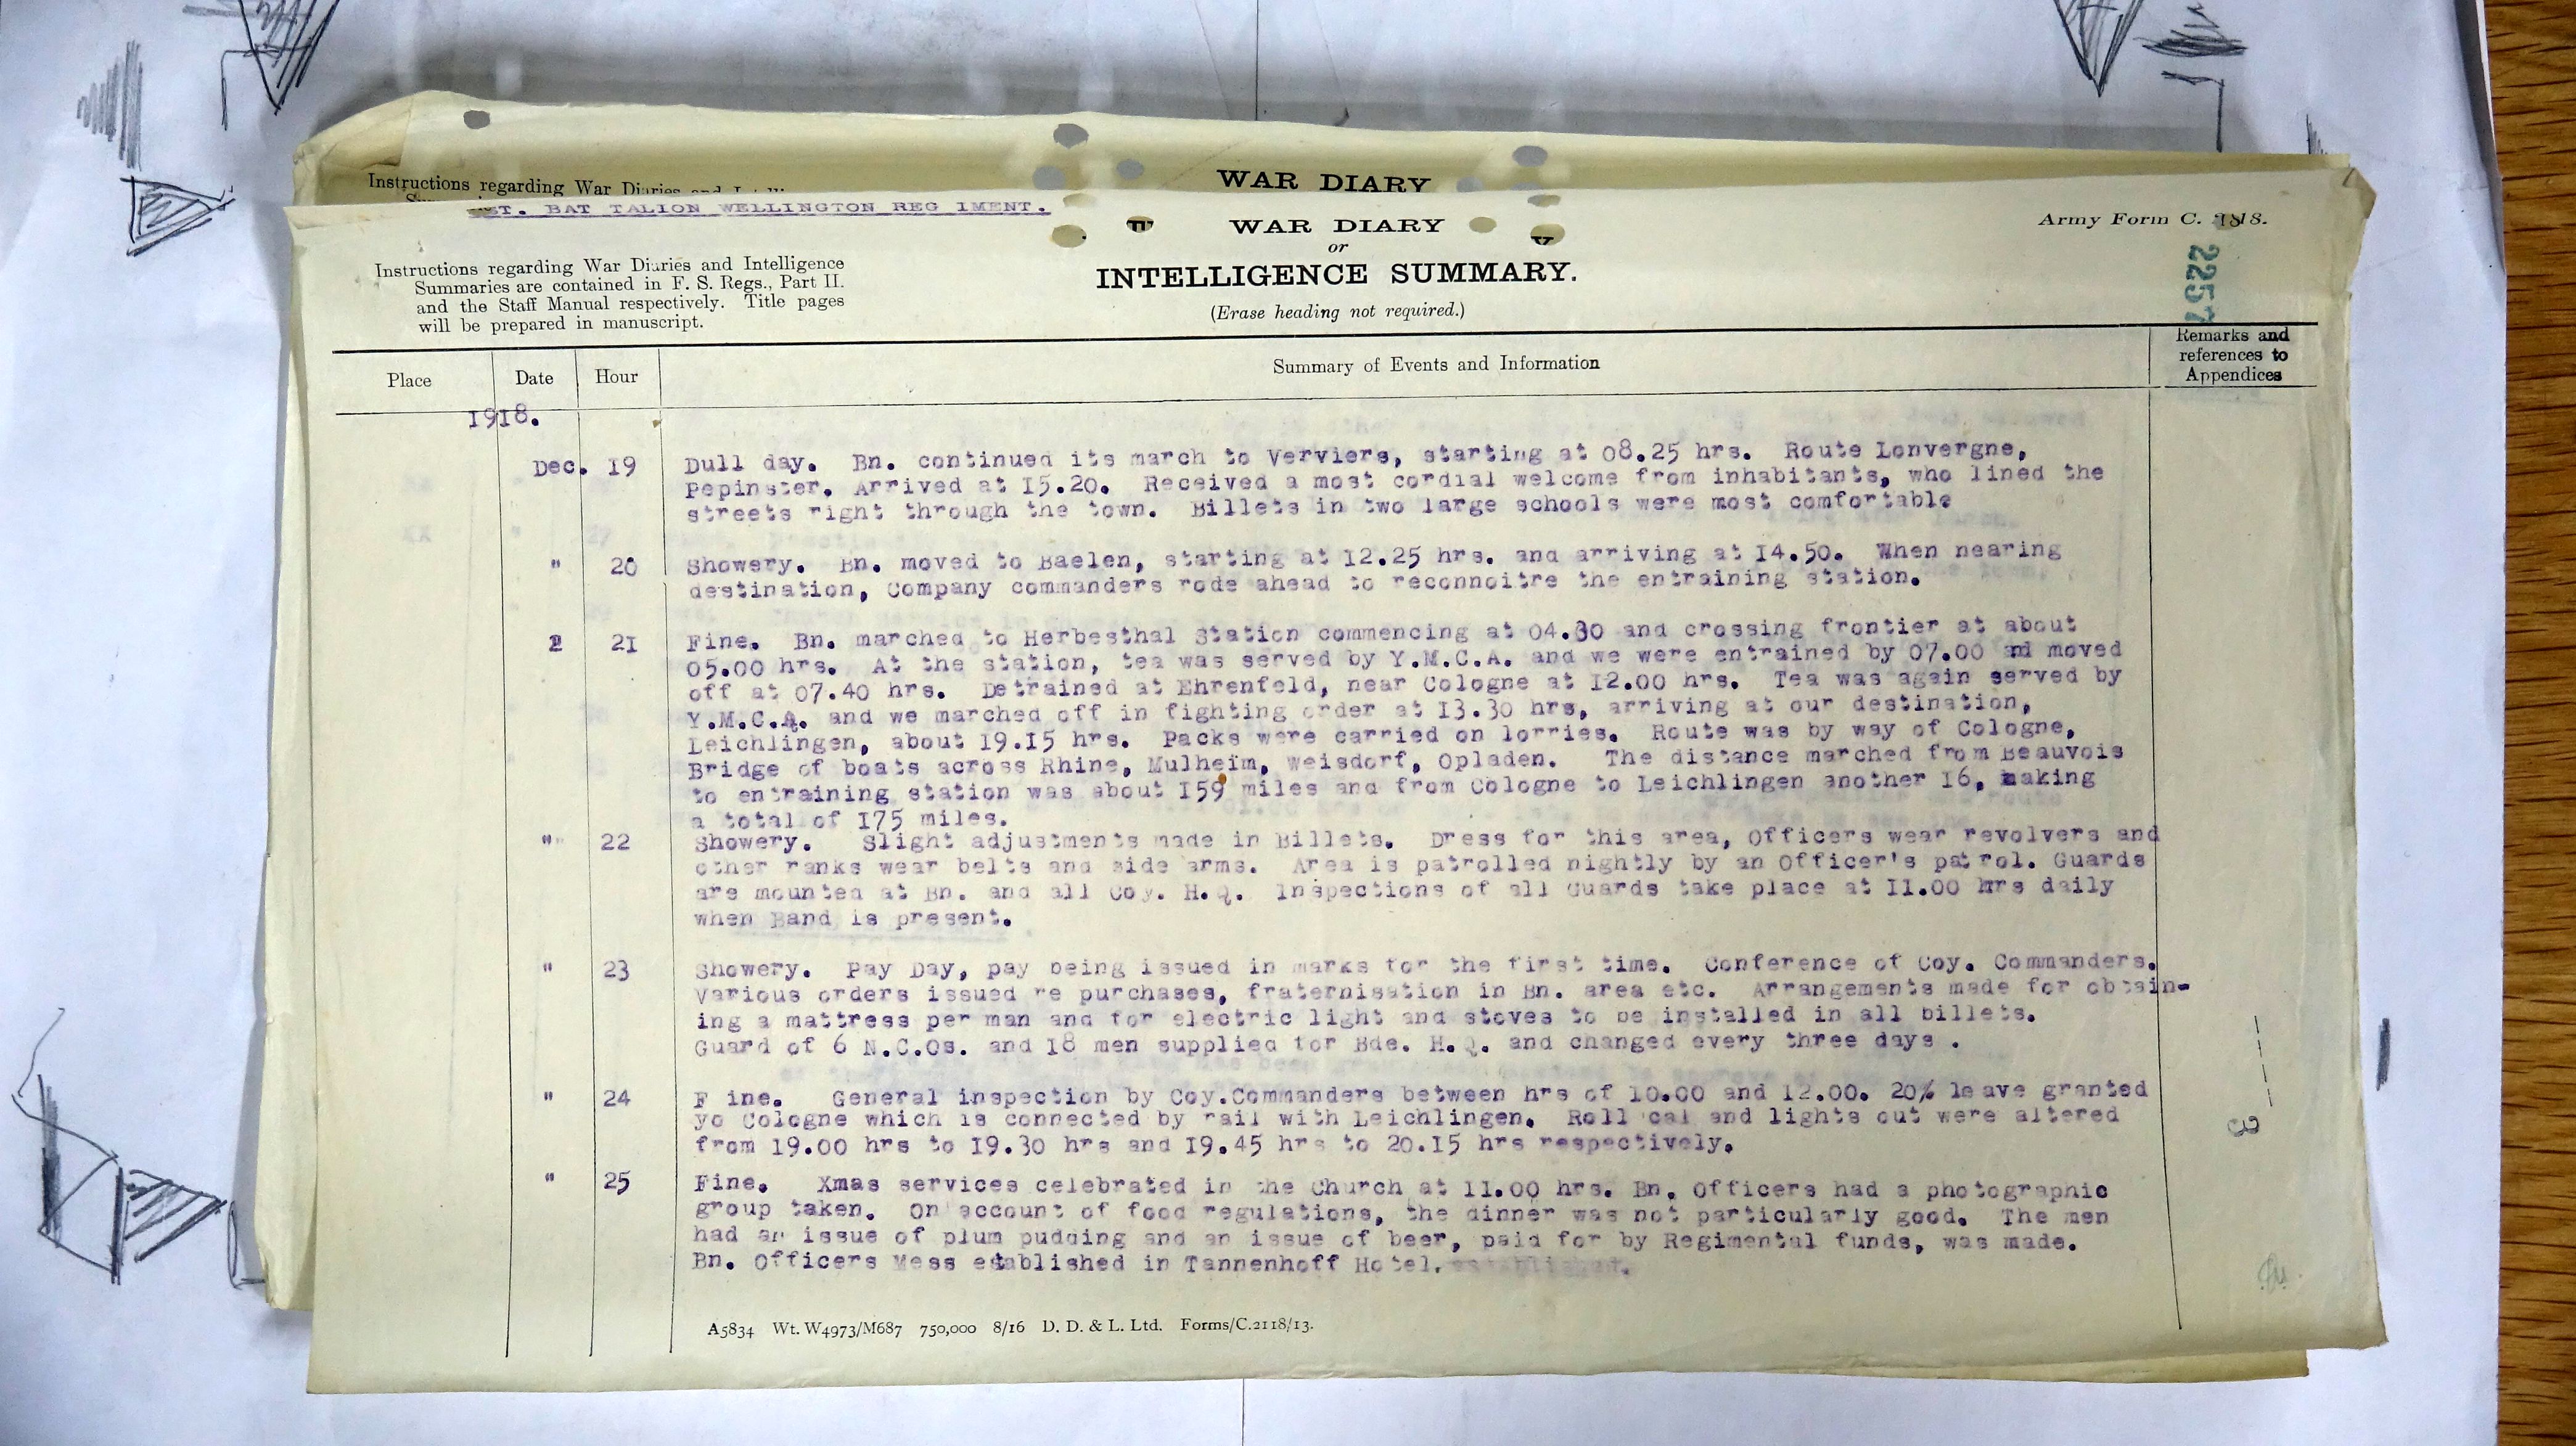 WAR DIARY
Instructions regarding War Diaries and
1ST. BAT TALION WELLINGTON REG IMENT.
WAR DIARY
or
INTELLIGENCE SUMMARY.
(Erase heading not required.)
Army Form C. 2118.
2257
Instructions regarding War Diaries and Intelligence
Summaries are contained in F. S. Regs., Part II.
and the Staff Manual respectively. Title pages
will be prepared in manuscript.
Place Date Hour Summary of Events and Information Remarks and
references to
Appendices
1918.
Dec. 19 Dull day. Bn. continued its march to Verviers, starting at 08.25 hrs. Route Lonvergne,
Pepinster. Arrived at 15.20. Received a most cordial welcome from inhabitants, who lined the
streets right through the town. Billets in two large schools were most comfortable
" 20 Showery. Bn. moved to Baelen, starting at 12.25 hrs. and arriving at 14.50. When nearing
destination, Company commanders rode ahead to reconnoitre the entraining station.
21 Fine. Bn. marched to Herbesthal Station commencing at 04.30 and crossing frontier at about
05.00 hrs. At the station, tea was served by Y.M.C.A. and we were entrained by 07.00 and moved
off at 07.40 hrs. Detrained at Ehrenfeld, near Cologne at 12.00 hrs. Tea was again served by
Y.M.C.A. and we marched off in fighting order at 13.30 hrs, arriving at our destination,
Leichlingen, about 19.15 hrs. Packs were carried on lorries. Route was by way of Cologne,
Bridge of boats across Rhine, Mulheim, Weisdorf, Opladen. The distance marched from Beauvois
to entraining station was about 159 miles and from Cologne to Leichlingen another 16, making
a total of 175 miles.
"" 22 Showery. Slight adjustments made in Billets. Dress for this area, Officers wear revolvers and
other ranks wear belts and side arms. Area is patrolled nightly by an Officer's patrol. Guards
are mounted at Bn. and all Coy. H.Q. Inspections of all Guards take place at 11.00 hrs daily
when Band is present.
" 23 Showery. Pay Day, pay being issued in marks for the first time. Conference of Coy. Commanders.
Various orders issued re purchases, fraternisation in Bn. area etc. Arrangements made for obtain-
ing a mattress per man and for electric light and stoves to be installed in all billets.
Guard of 6 N.C.Os. and 18 men supplied for Bde. H.Q. and changed every three days .
" 24 F ine. General inspection by Coy.Commanders between hrs of 10.00 and 12.00. 20% leave granted
yo Cologne which is connected by rail with Leichlingen. Roll cal and lights out were altered
from 19.00 hrs to 19.30 hrs and 19.45 hrs to 20.15 hrs respectively.
" 25 Fine. Xmas services celebrated in the Church at 11.00 hrs. Bn. Officers had a photographic
group taken. On account of food regulations, the dinner was not particularly good. The men
had an issue of plum pudding and an issue of beer, paid for by Regimental funds, was made.
Bn. Officers Mess established in Tannenhoff Hotel.
A5834 Wt. W4973/M687 750,000 8/16 D. D. & L. Ltd. Forms/C.2118/13.